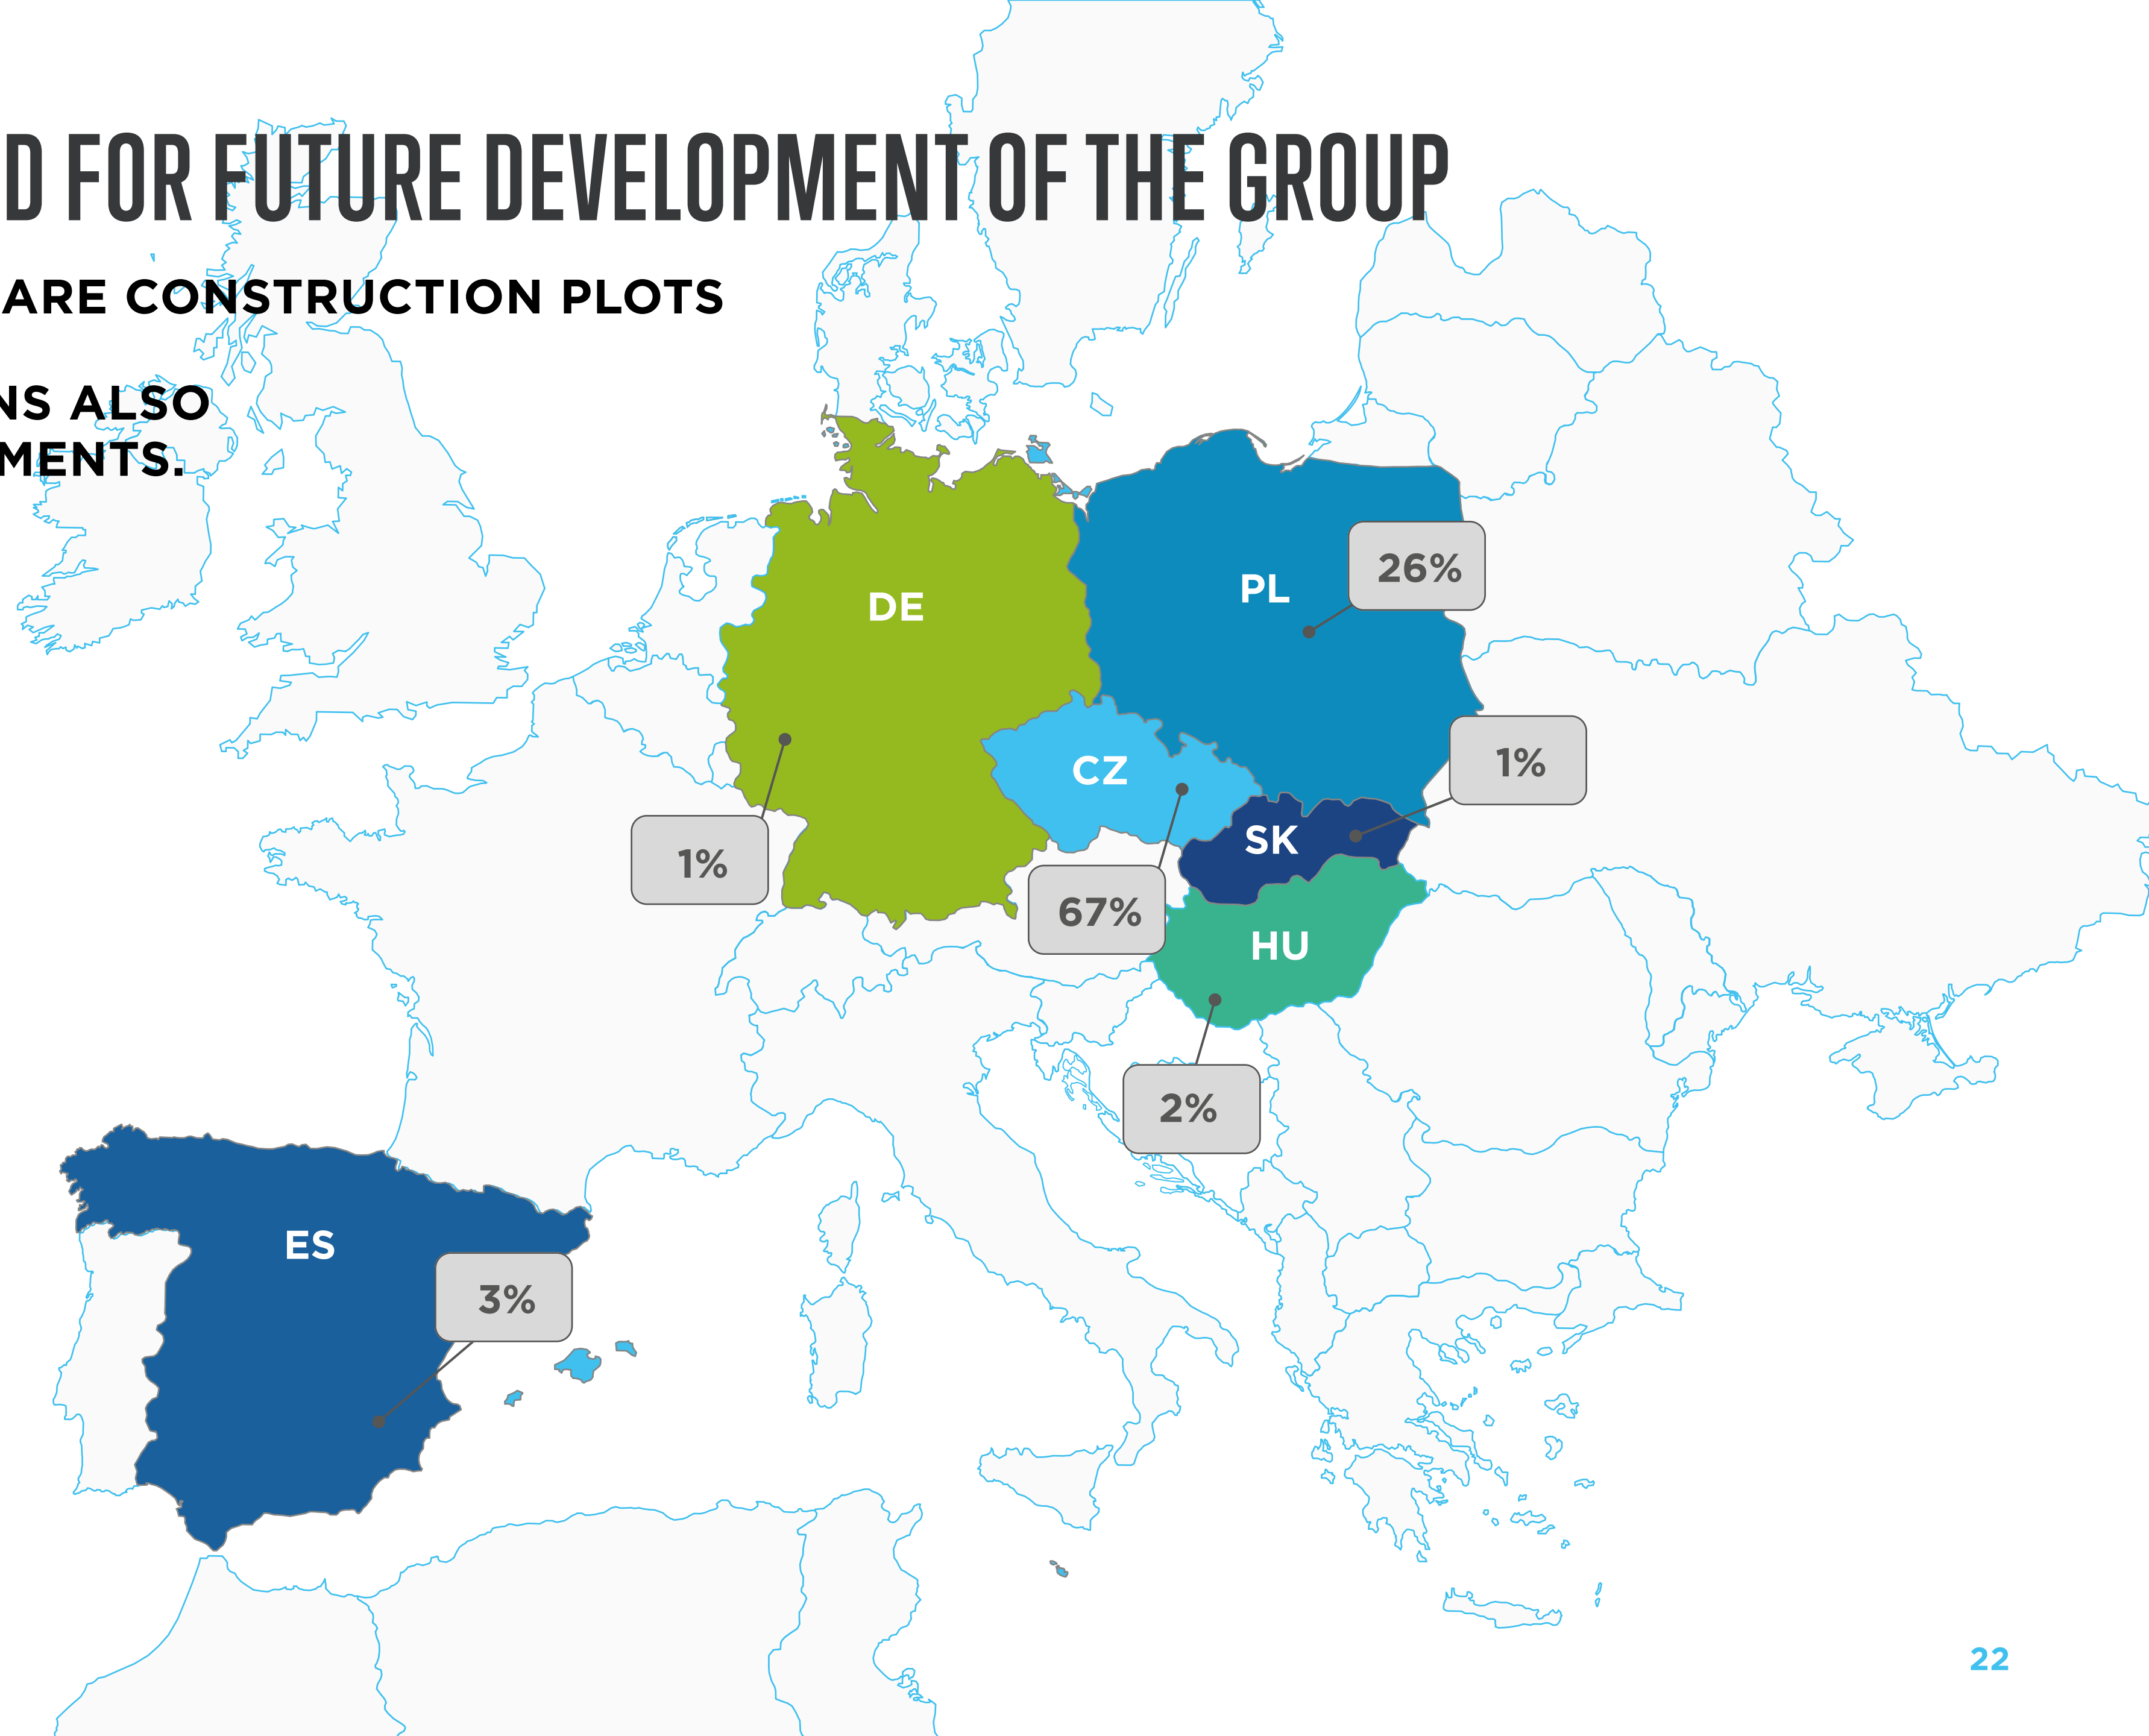 D FOR FUTURE DEVELOPMENT OF THE GROUP
ARE CONSTRUCTION PLOTS
NS ALSO
MENTS.
DE
PL
26%
CZ
1%
SK
1%
67%
HU
2%
ES
3%
22